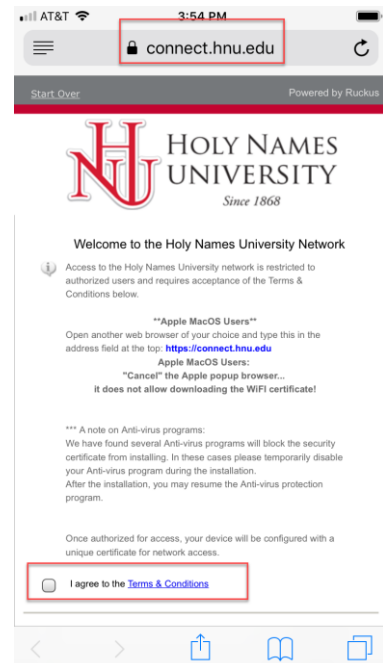 AT&T 3:54 PM
connect.hnu.edu
Start Over Powered by Ruckus
HNU
HOLY NAMES
UNIVERSITY
Since 1868
Welcome to the Holy Names University Network
Access to the Holy Names University network is restricted to
authorized users and requires acceptance of the Terms &
Conditions below.
**Apple MacOS Users**
Open another web browser of your choice and type this in the
address field at the top: https://connect.hnu.edu
Apple MacOS Users:
"Cancel" the Apple popup browser...
it does not allow downloading the WiFI certificate!
*** A note on Anti-virus programs:
We have found several Anti-virus programs will block the security
certificate from installing. In these cases please temporarily disable
your Anti-virus program during the installation.
After the installation, you may resume the Anti-virus protection
program.
Once authorized for access, your device will be configured with a
unique certificate for network access.
I agree to the Terms & Conditions